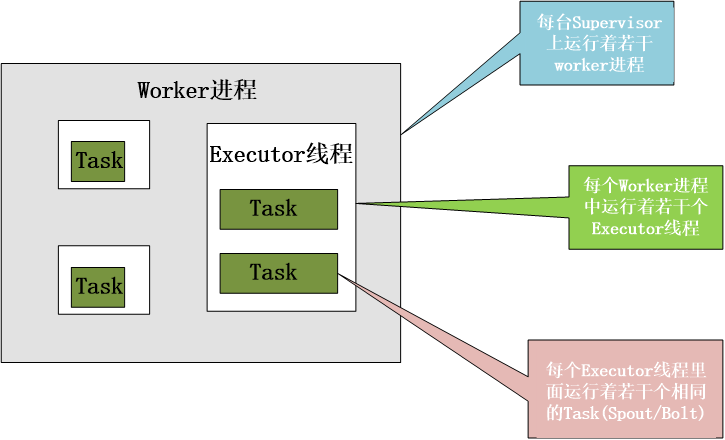 Worker进程
Task
Task
Executor线程
Task
Task
每台Supervisor
上运行着若干
worker进程
每个Worker进程
中运行着若干个
Executor线程
每个Executor线程里
面运行着若干个相同
的Task(Spout/Bolt)